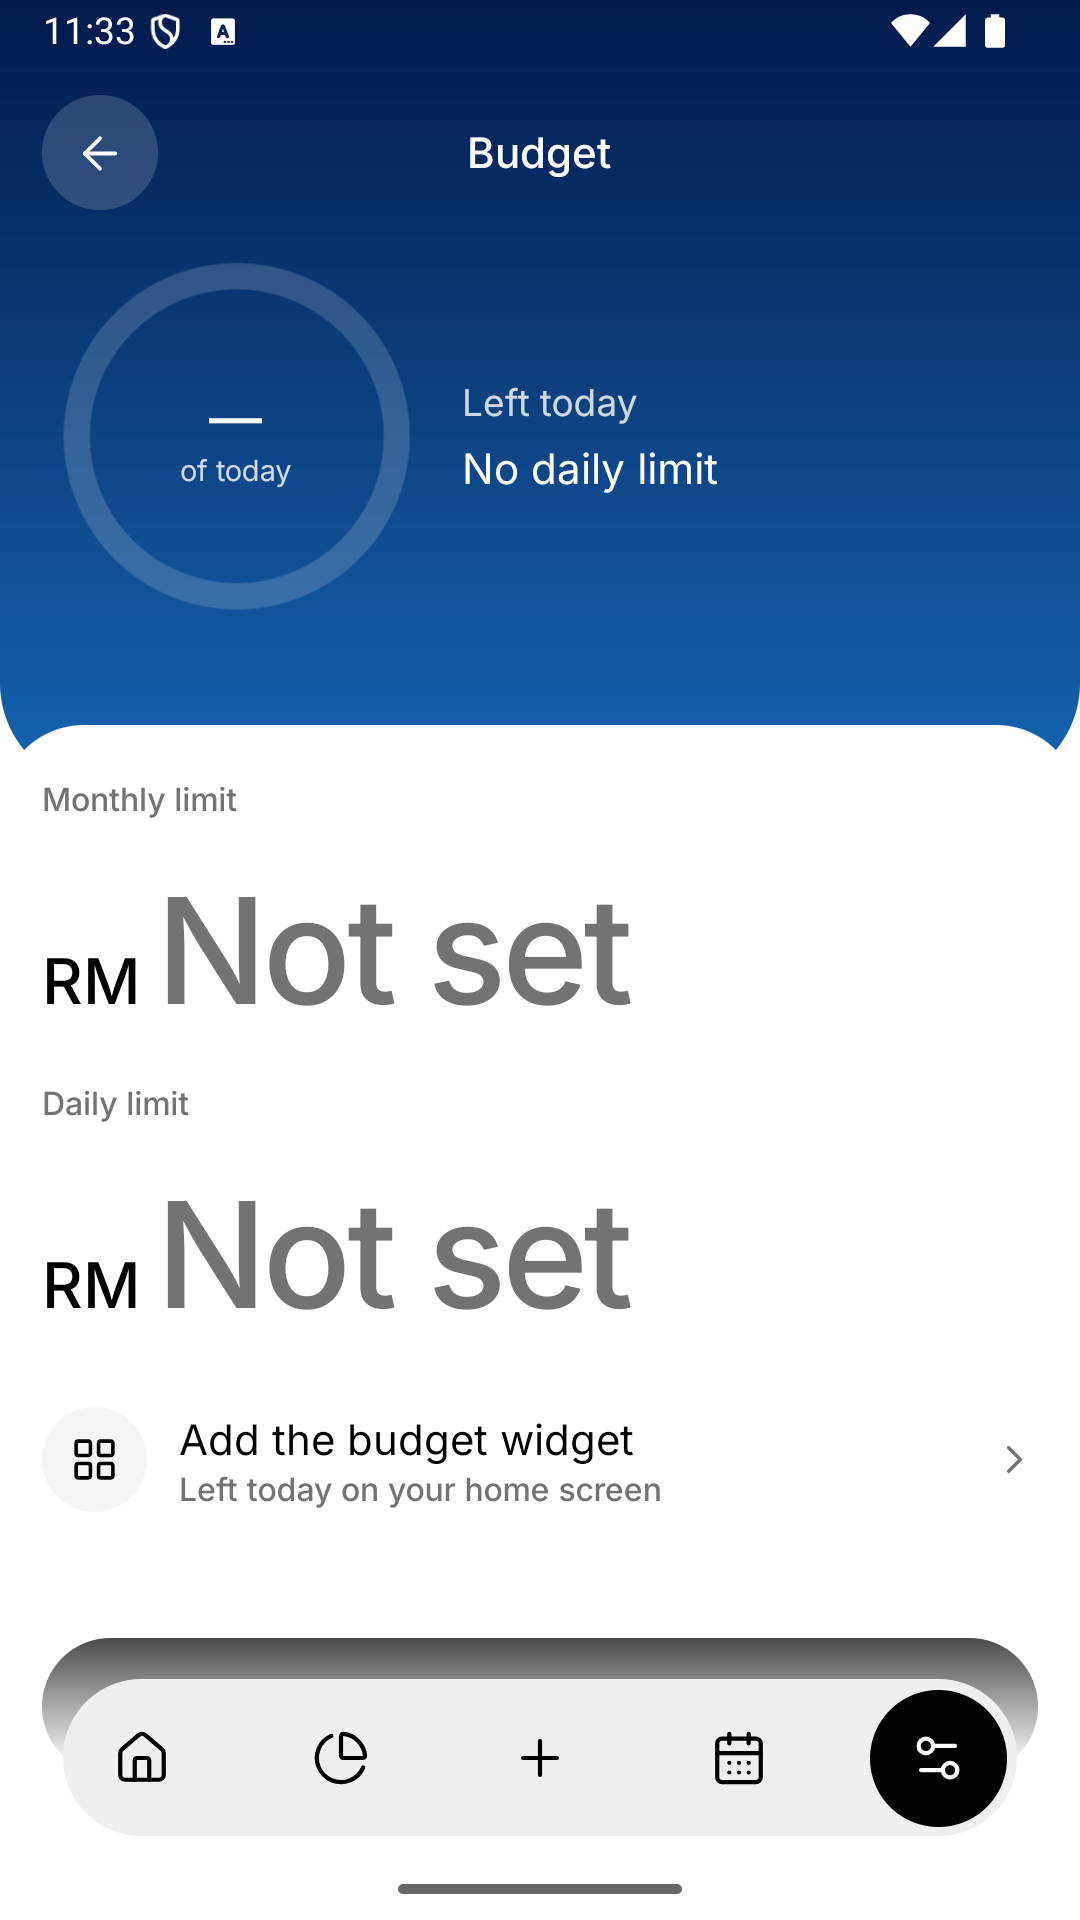 11:33
Budget
—
of today
Left today
No daily limit
Monthly limit
RM Not set
Daily limit
RM Not set
Add the budget widget
Left today on your home screen